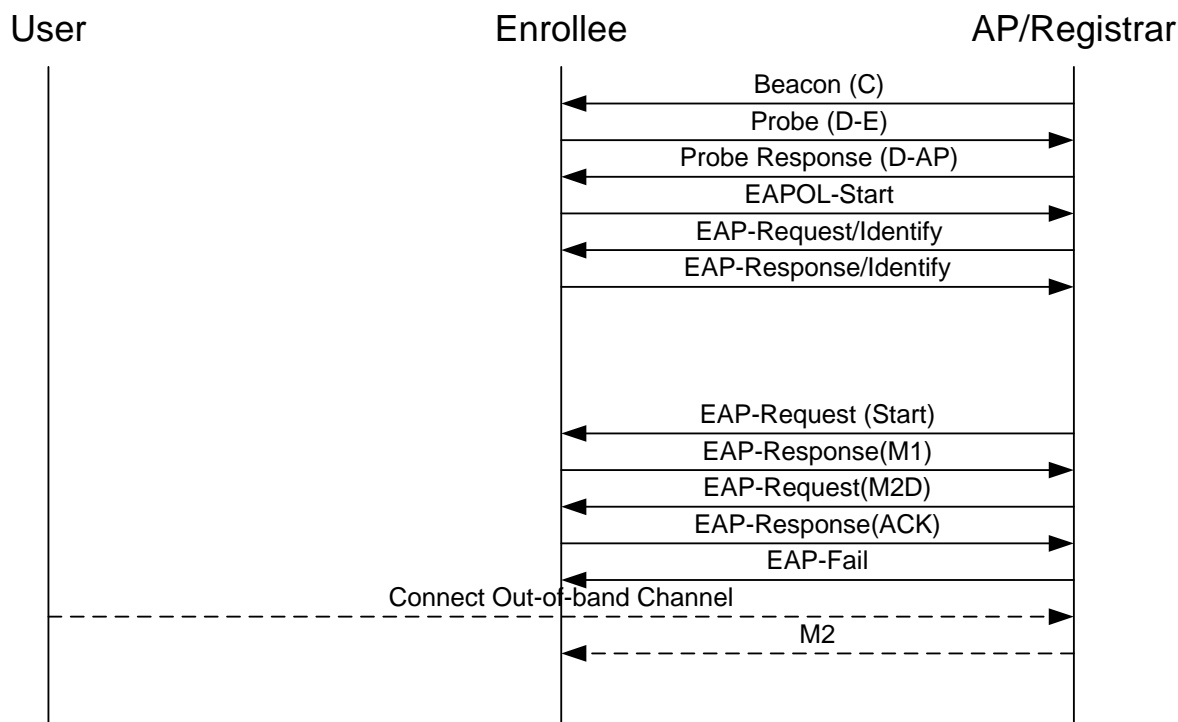 User Enrollee AP/Registrar
Beacon (C)
Probe (D-E)
Probe Response (D-AP)
EAPOL-Start
EAP-Request/Identify
EAP-Response/Identify
EAP-Request (Start)
EAP-Response(M1)
EAP-Request(M2D)
EAP-Response(ACK)
EAP-Fail
Connect Out-of-band Channel
M2